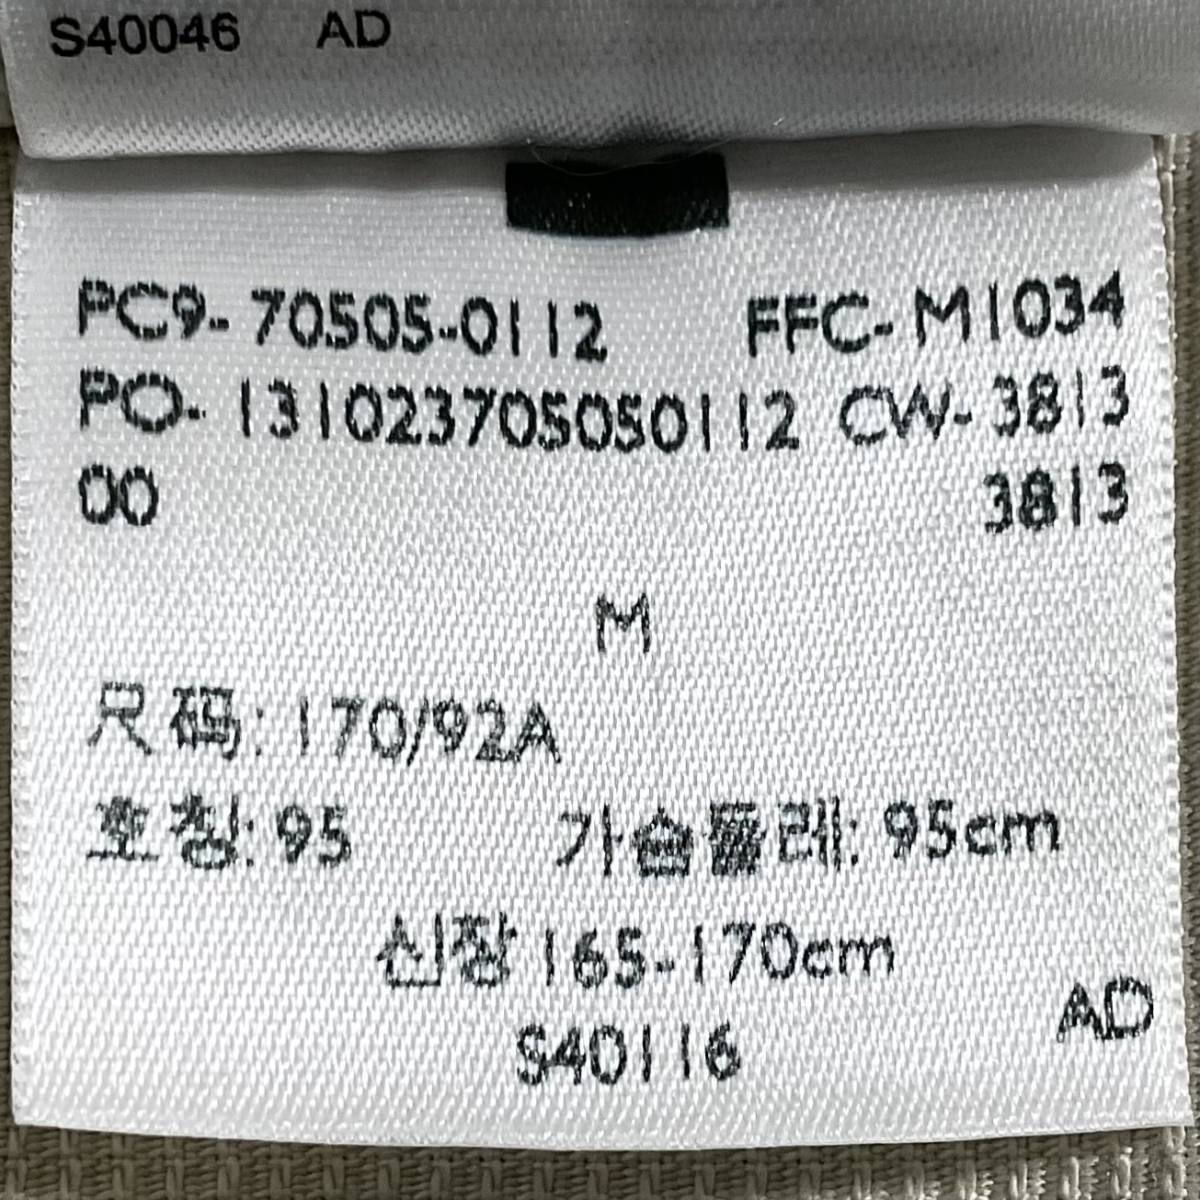 S40046 AD
PC9-70505-0112 FFC-M1034
PO-131023705050112 CW-3813
00 3813
M
尺码: 170/92A
호칭: 95 가슴둘레: 95cm
신장 165-170cm
AD
S40116